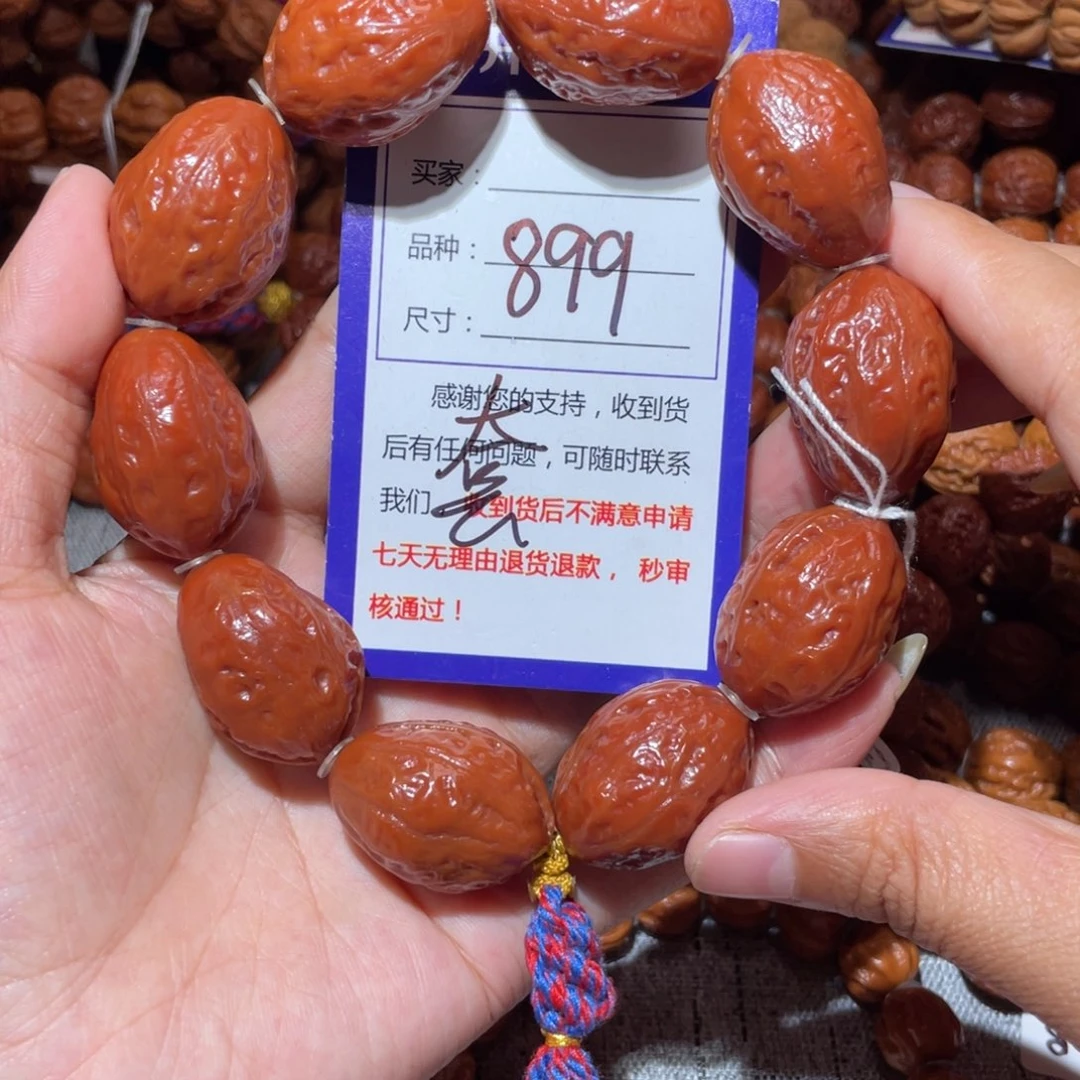 买家：
品种：
899
尺寸：
感谢您的支持，收到货
后有任何问题，可随时联系
我们。收到货后不满意申请
七天无理由退货退款， 秒审
核通过！
大